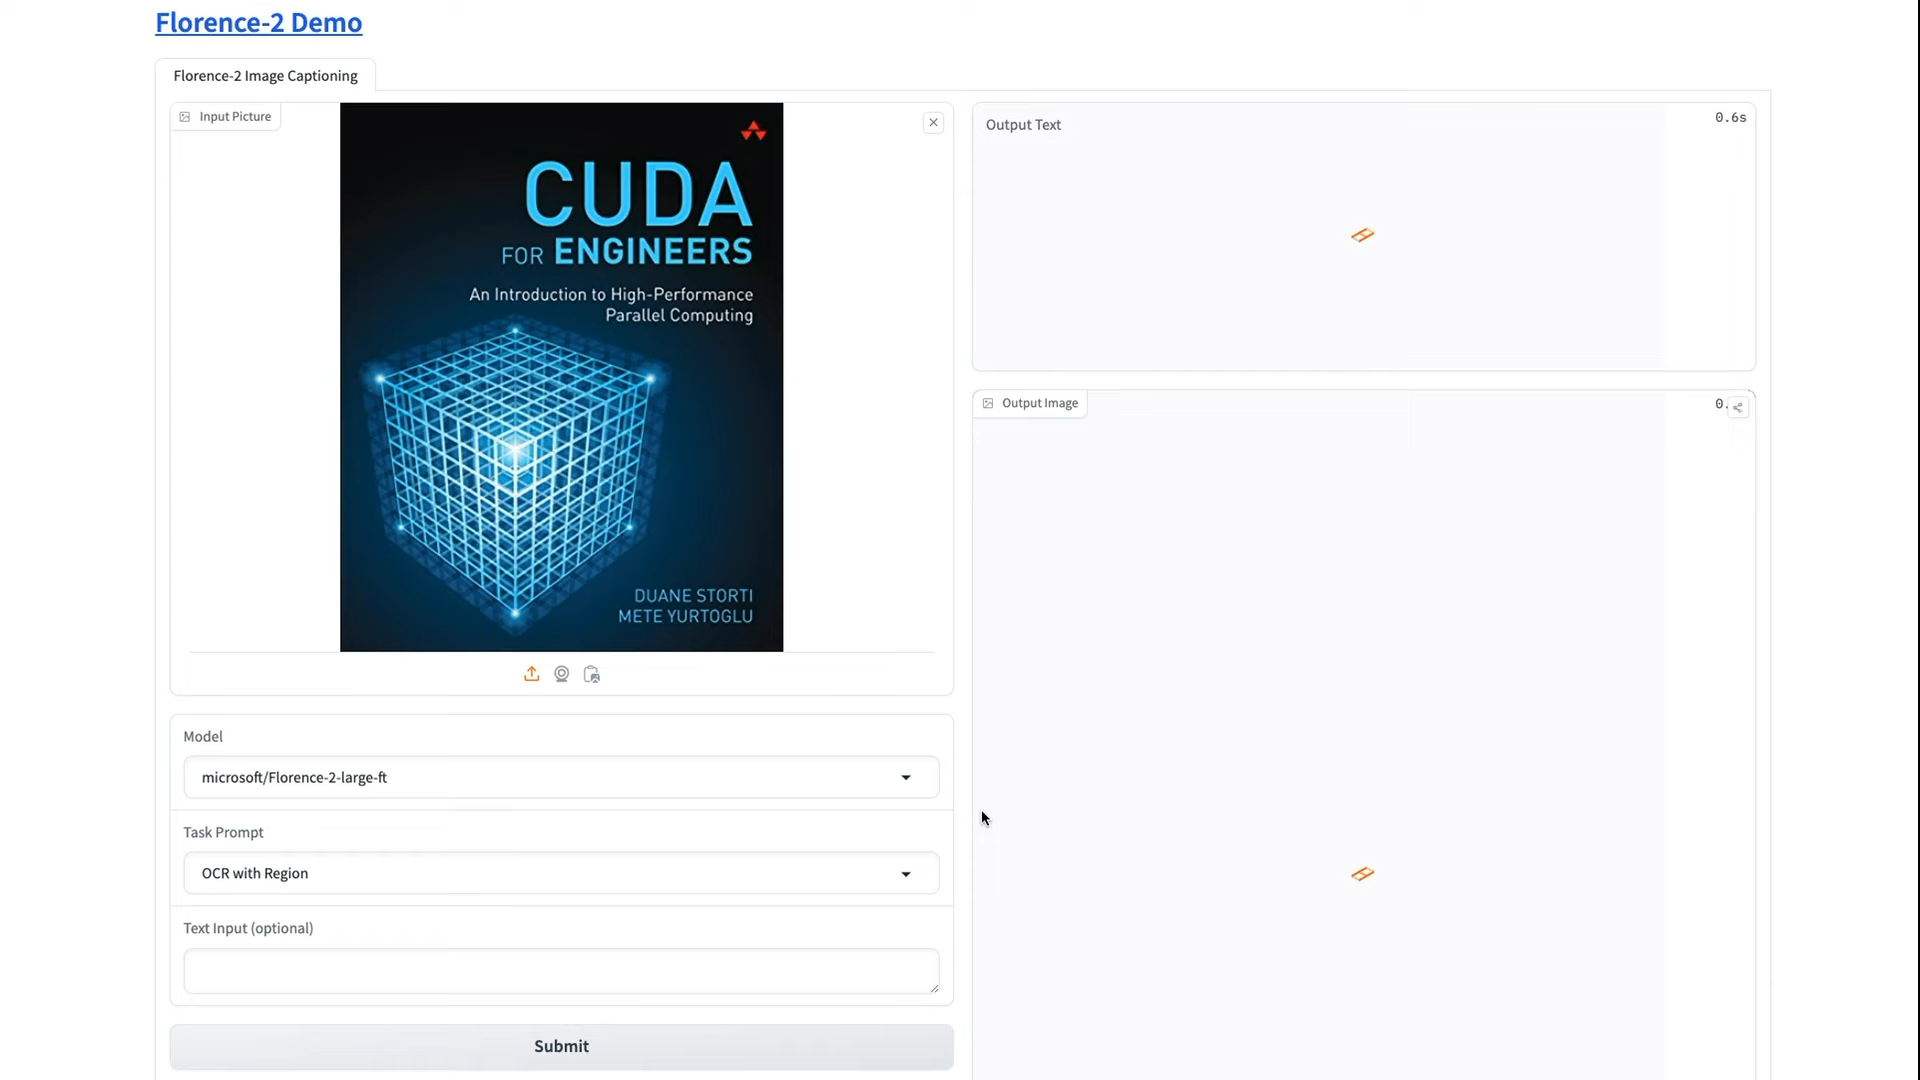 Florence-2 Demo
Florence-2 Image Captioning
Input Picture
CUDA
FOR ENGINEERS
An Introduction to High-Performance
Parallel Computing
DUANE STORTI
METE YURTOGLU
Model
microsoft/Florence-2-large-ft
Task Prompt
OCR with Region
Text Input (optional)
Submit
Output Text
0.6s
Output Image
0.